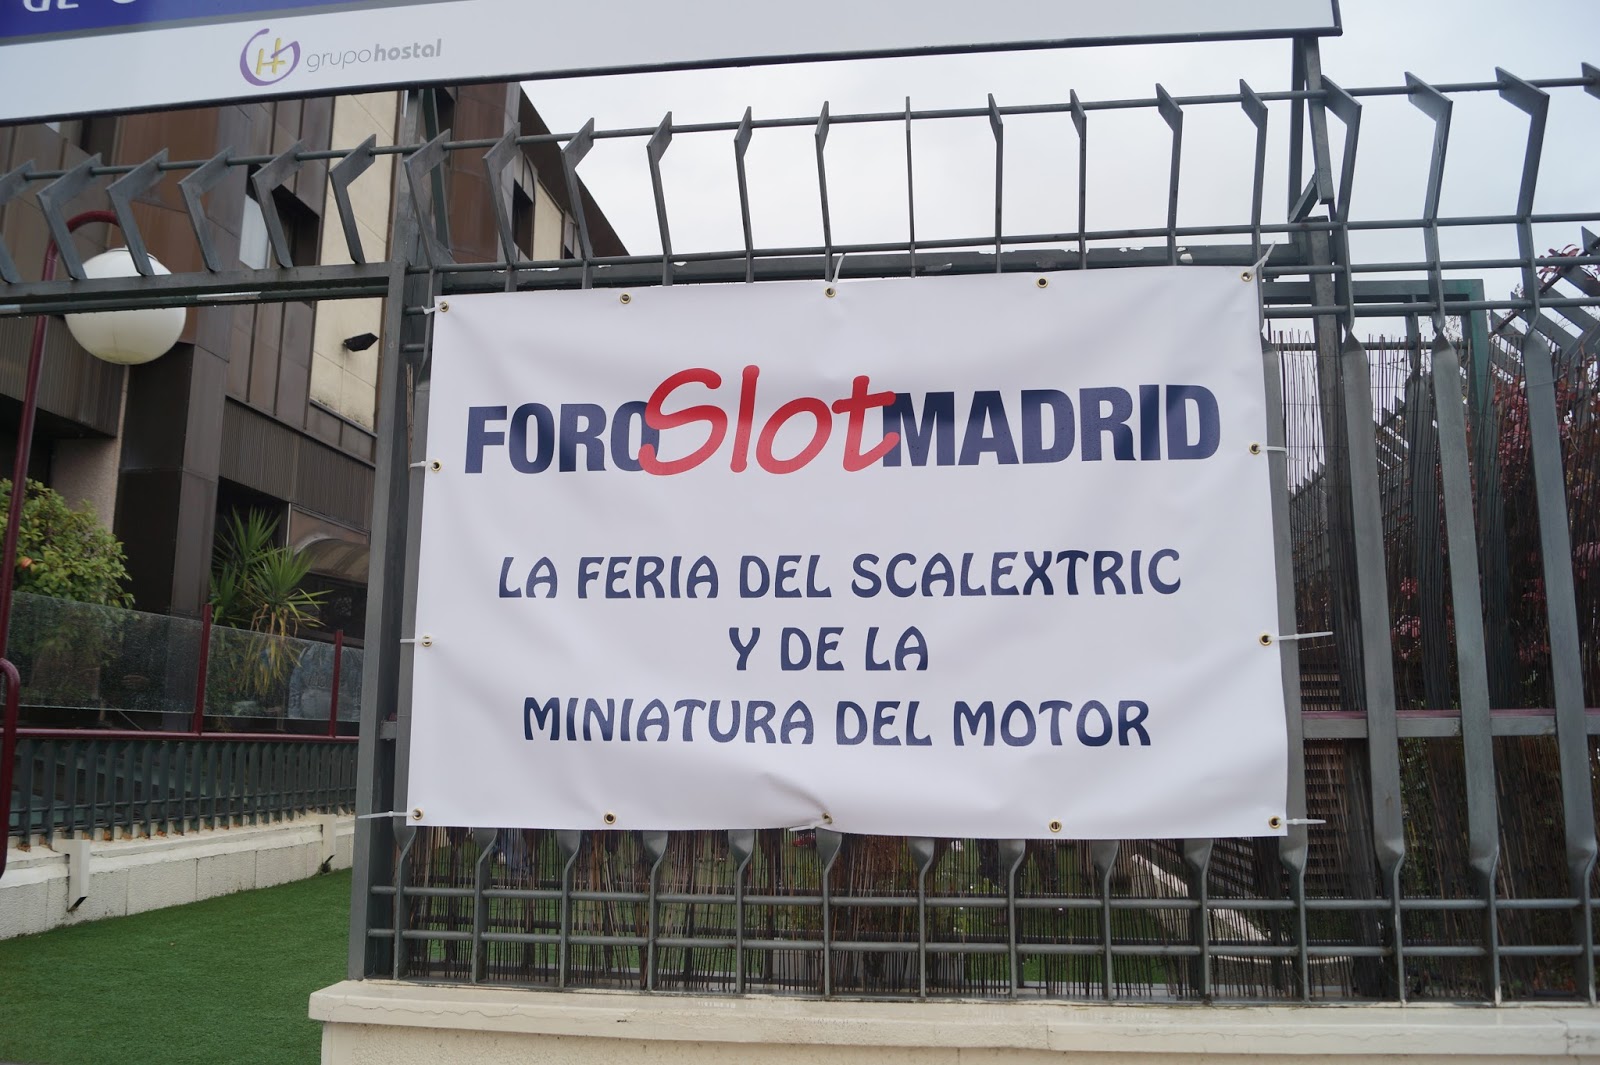 grupohostal
FOROSlotMADRID
LA FERIA DEL SCALEXTRIC
Y DE LA
MINIATURA DEL MOTOR